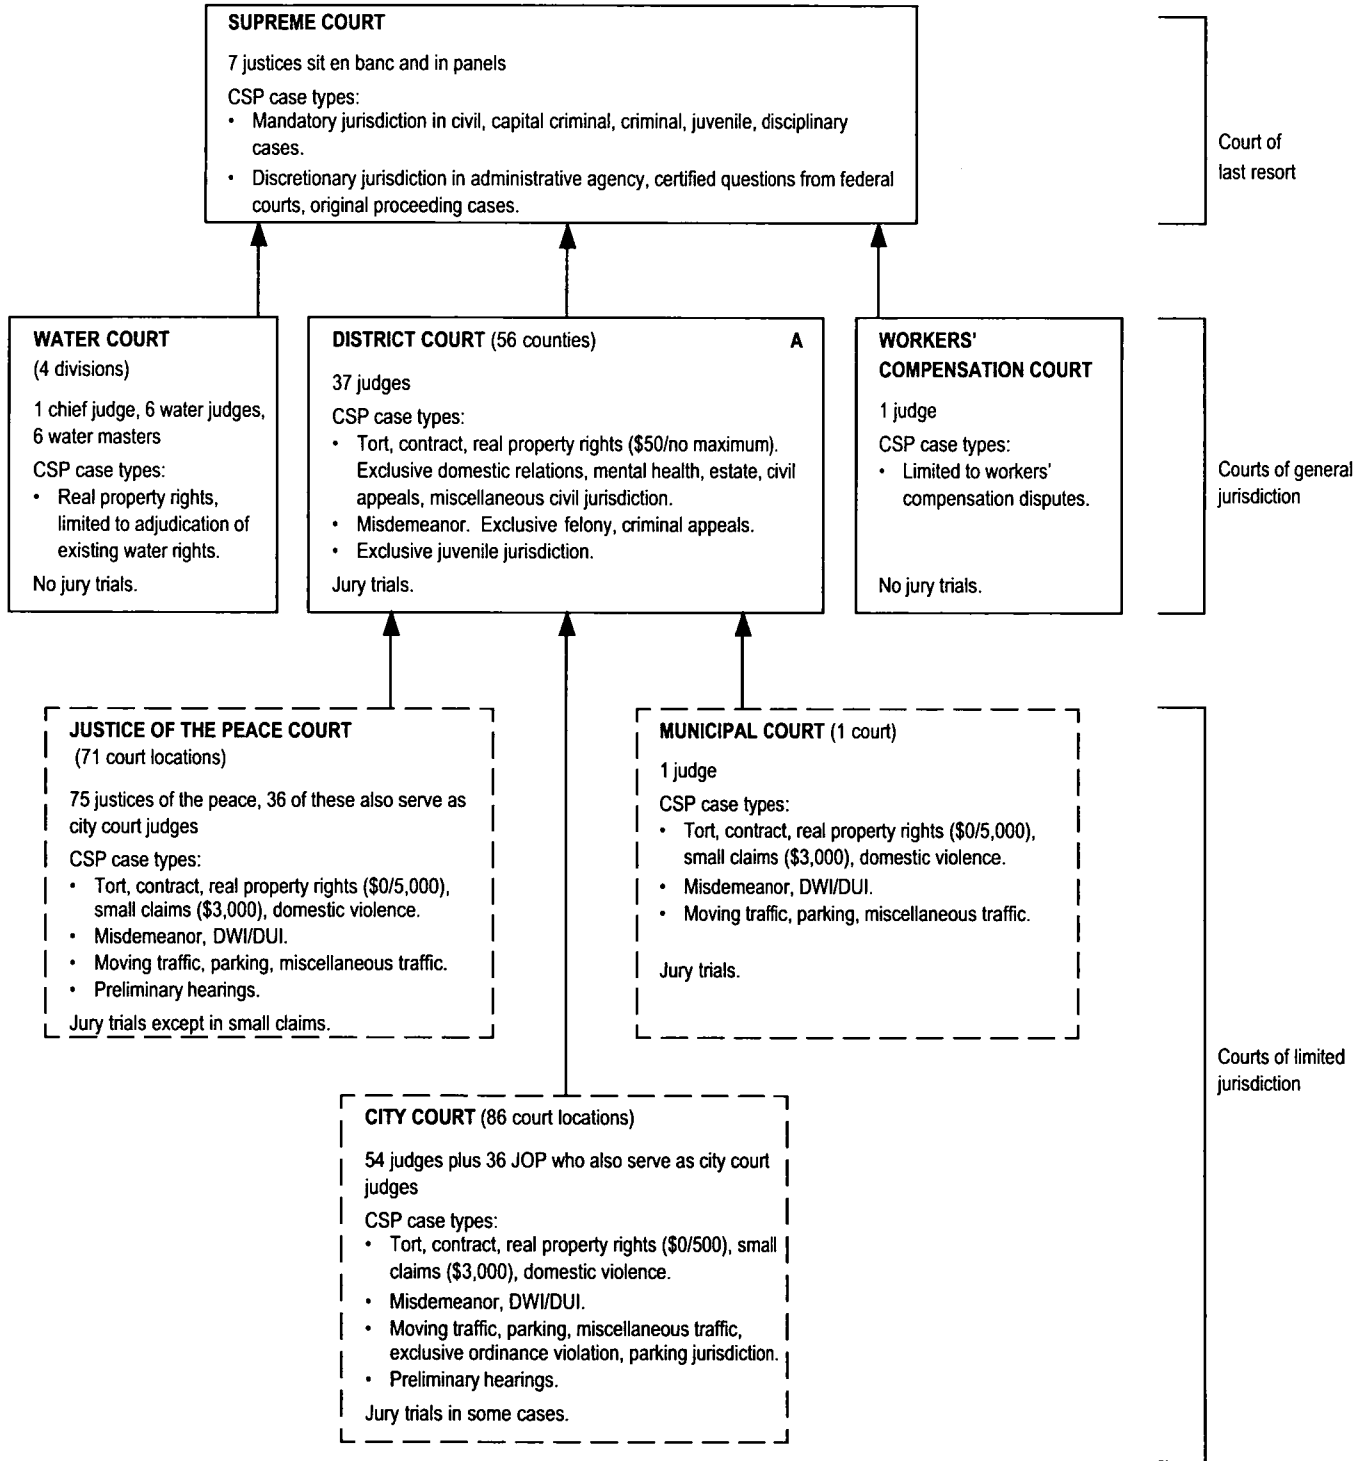 SUPREME COURT
7 justices sit en banc and in panels
CSP case types:
• Mandatory jurisdiction in civil, capital criminal, criminal, juvenile, disciplinary
cases.
• Discretionary jurisdiction in administrative agency, certified questions from federal
courts, original proceeding cases.
Court of
last resort
WATER COURT
(4 divisions)
1 chief judge, 6 water judges,
6 water masters
CSP case types:
• Real property rights,
limited to adjudication of
existing water rights.
No jury trials.
DISTRICT COURT (56 counties) A
37 judges
CSP case types:
• Tort, contract, real property rights ($50/no maximum).
Exclusive domestic relations, mental health, estate, civil
appeals, miscellaneous civil jurisdiction.
• Misdemeanor. Exclusive felony, criminal appeals.
• Exclusive juvenile jurisdiction.
Jury trials.
WORKERS'
COMPENSATION COURT
1 judge
CSP case types:
• Limited to workers'
compensation disputes.
No jury trials.
Courts of general
jurisdiction
JUSTICE OF THE PEACE COURT
(71 court locations)
75 justices of the peace, 36 of these also serve as
city court judges
CSP case types:
• Tort, contract, real property rights ($0/5,000),
small claims ($3,000), domestic violence.
• Misdemeanor, DWI/DUI.
• Moving traffic, parking, miscellaneous traffic.
• Preliminary hearings.
Jury trials except in small claims.
MUNICIPAL COURT (1 court)
1 judge
CSP case types:
• Tort, contract, real property rights ($0/5,000),
small claims ($3,000), domestic violence.
• Misdemeanor, DWI/DUI.
• Moving traffic, parking, miscellaneous traffic.
Jury trials.
Courts of limited
jurisdiction
CITY COURT (86 court locations)
54 judges plus 36 JOP who also serve as city court
judges
CSP case types:
• Tort, contract, real property rights ($0/500), small
claims ($3,000), domestic violence.
• Misdemeanor, DWI/DUI.
• Moving traffic, parking, miscellaneous traffic,
exclusive ordinance violation, parking jurisdiction.
• Preliminary hearings.
Jury trials in some cases.